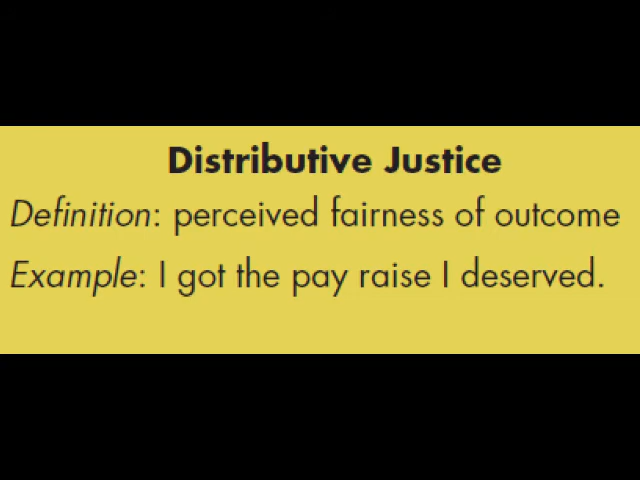 Distributive Justice
Definition: perceived fairness of outcome
Example: I got the pay raise I deserved.